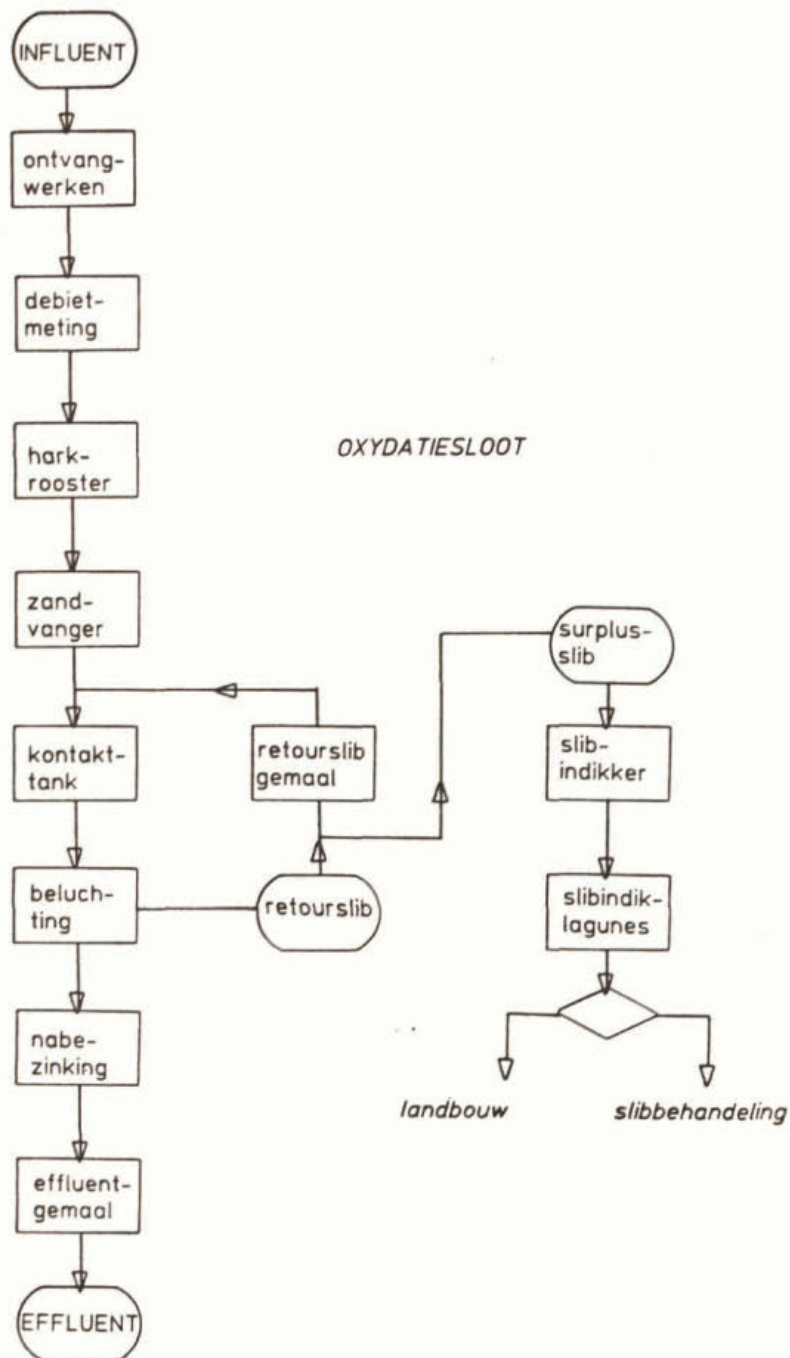 INFLUENT
ontvang-
werken
debiet-
meting
hark-
rooster
OXYDATIESLOOT
zand-
vanger
surplus-
slib
kontakt-
tank
retourslib
gemaal
slib-
indikker
beluch-
ting
retourslib
slibindik-
lagunes
nabe-
zinking
landbouw
slibbehandeling
effluent-
gemaal
EFFLUENT